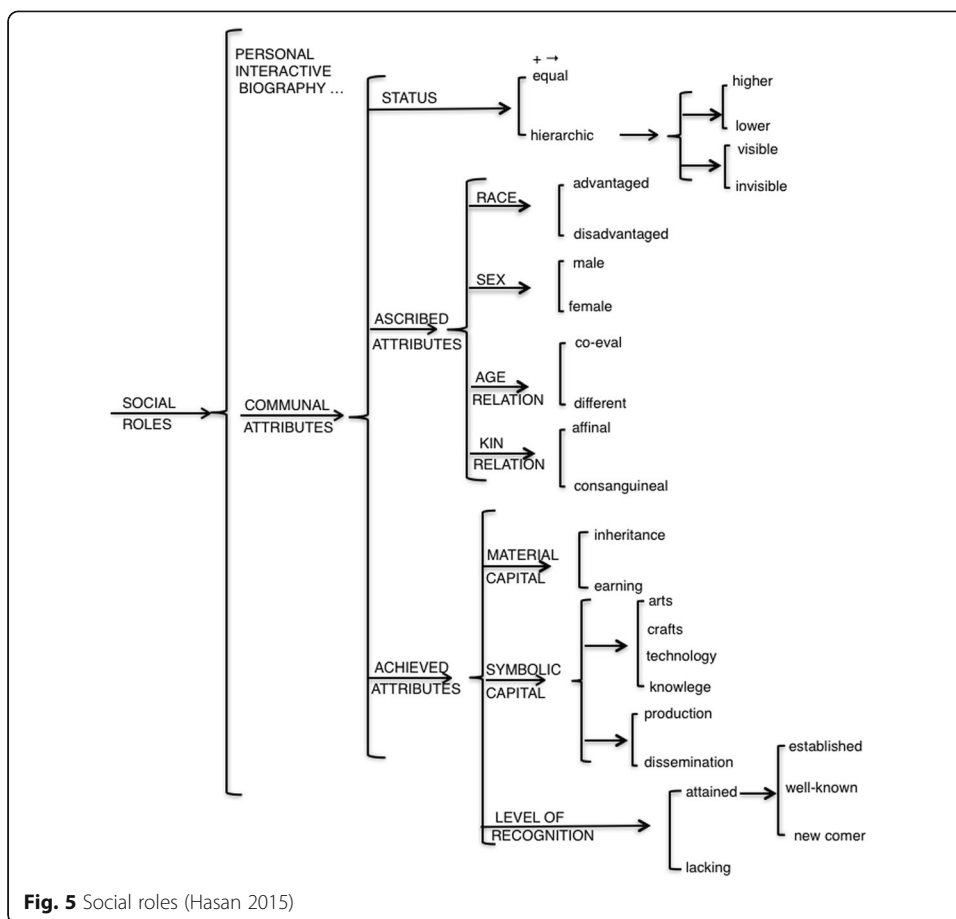 PERSONAL
INTERACTIVE
BIOGRAPHY ...
STATUS
+ →
equal
hierarchic
higher
lower
visible
invisible
RACE
advantaged
disadvantaged
SEX
male
female
ASCRIBED
ATTRIBUTES
AGE
RELATION
co-eval
different
KIN
RELATION
affinal
consanguineal
SOCIAL
ROLES
COMMUNAL
ATTRIBUTES
MATERIAL
CAPITAL
inheritance
earning
ACHIEVED
ATTRIBUTES
SYMBOLIC
CAPITAL
arts
crafts
technology
knowlege
production
dissemination
LEVEL OF
RECOGNITION
attained
lacking
established
well-known
new comer
Fig. 5 Social roles (Hasan 2015)